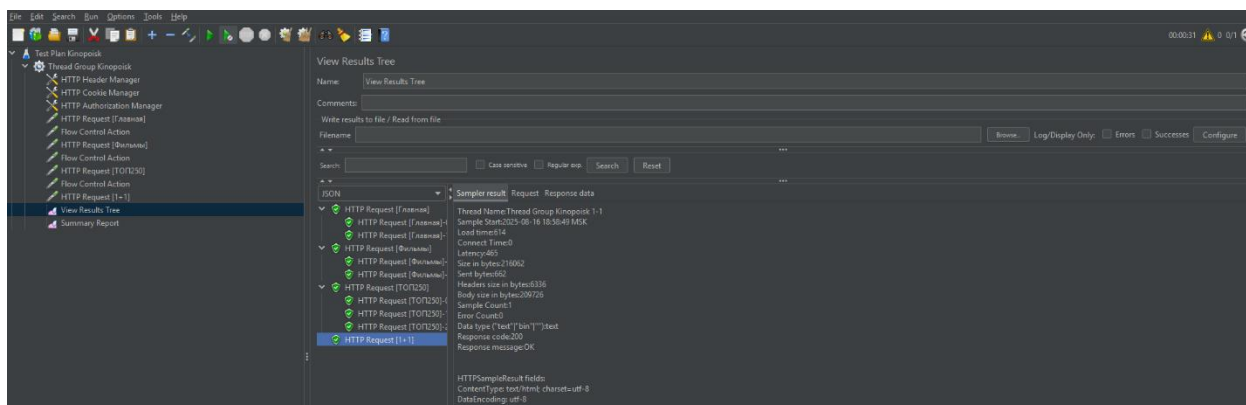 File Edit Search Run Options Tools Help
00:00:31 0 0/1
Test Plan Kinopoisk
Thread Group Kinopoisk
HTTP Header Manager
HTTP Cookie Manager
HTTP Authorization Manager
HTTP Request [Главная]
Flow Control Action
HTTP Request [Фильмы]
Flow Control Action
HTTP Request [ТОП250]
Flow Control Action
HTTP Request [1+1]
View Results Tree
Summary Report
View Results Tree
Name: View Results Tree
Comments:
Write results to file / Read from file
Filename Browse... Log/Display Only: Errors Successes Configure
Search: Case sensitive Regular exp. Search Reset
JSON
HTTP Request [Главная]
HTTP Request [Главная]-
HTTP Request [Главная]-
HTTP Request [Фильмы]
HTTP Request [Фильмы]-
HTTP Request [Фильмы]-
HTTP Request [ТОП250]
HTTP Request [ТОП250]-
HTTP Request [ТОП250]-
HTTP Request [ТОП250]-
HTTP Request [1+1]
Sampler result Request Response data
Thread Name:Thread Group Kinopoisk 1-1
Sample Start:2025-08-16 18:58:49 MSK
Load time:614
Connect Time:0
Latency:465
Size in bytes:216062
Sent bytes:662
Headers size in bytes:6336
Body size in bytes:209726
Sample Count:1
Error Count:0
Data type ("text"|"bin"|""):text
Response code:200
Response message:OK
HTTPSampleResult fields:
ContentType: text/html; charset=utf-8
DataEncoding: utf-8